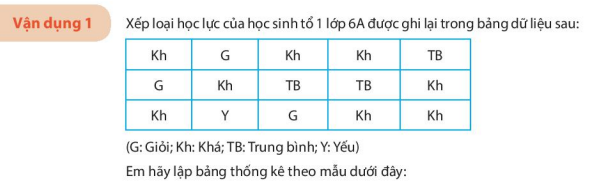 Vận dụng 1
Xếp loại học lực của học sinh tổ 1 lớp 6A được ghi lại trong bảng dữ liệu sau:
Kh G Kh Kh TB
G Kh TB TB Kh
Kh Y G Kh Kh
(G: Giỏi; Kh: Khá; TB: Trung bình; Y: Yếu)
Em hãy lập bảng thống kê theo mẫu dưới đây: